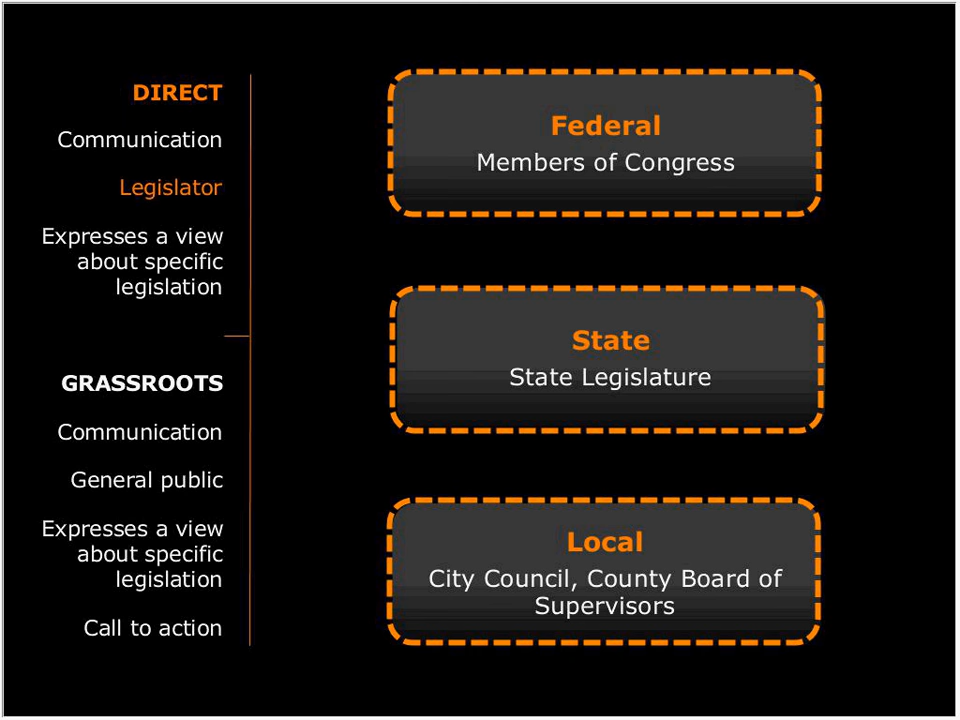 DIRECT
Communication
Legislator
Expresses a view
about specific
legislation
GRASSROOTS
Communication
General public
Expresses a view
about specific
legislation
Call to action
Federal
Members of Congress
State
State Legislature
Local
City Council, County Board of
Supervisors